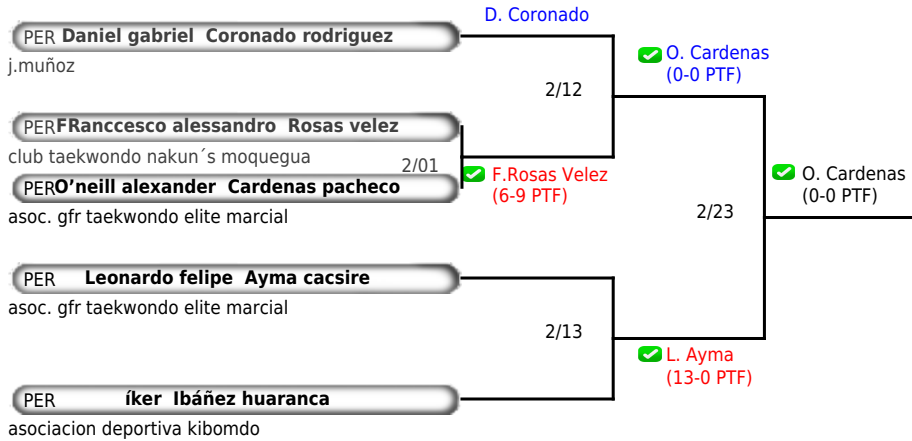 D. Coronado
PER Daniel gabriel Coronado rodriguez
j.muñoz
O. Cardenas
(0-0 PTF)
2/12
PER FRanccesco alessandro Rosas velez
club taekwondo nakun´s moquegua
2/01
PER O’neill alexander Cardenas pacheco
asoc. gfr taekwondo elite marcial
F.Rosas Velez
(6-9 PTF)
O. Cardenas
(0-0 PTF)
2/23
PER Leonardo felipe Ayma cacsire
asoc. gfr taekwondo elite marcial
2/13
L. Ayma
(13-0 PTF)
PER íker Ibáñez huaranca
asociacion deportiva kibomdo